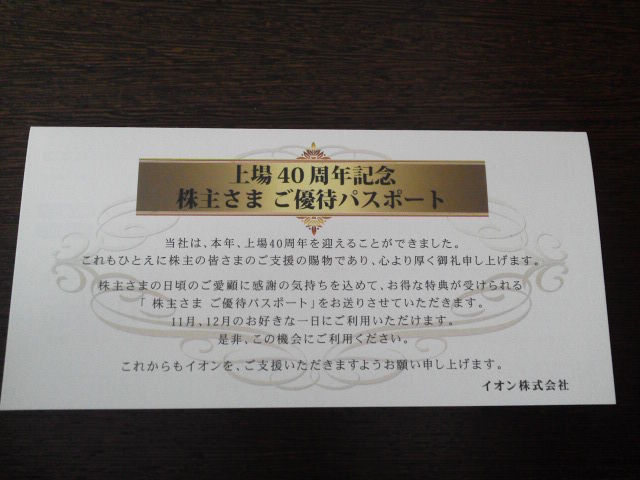 上場40周年記念
株主さま ご優待パスポート
当社は、本年、上場40周年を迎えることができました。
これもひとえに株主の皆さまのご支援の賜物であり、心より厚く御礼申し上げます。
株主さまの日頃のご愛顧に感謝の気持ちを込めて、お得な特典が受けられる
「株主さま ご優待パスポート」をお送りさせていただきます。
11月、12月のお好きな一日にご利用いただけます。
是非、この機会にご利用ください。
これからもイオンを、ご支援いただきますようお願い申し上げます。
イオン株式会社